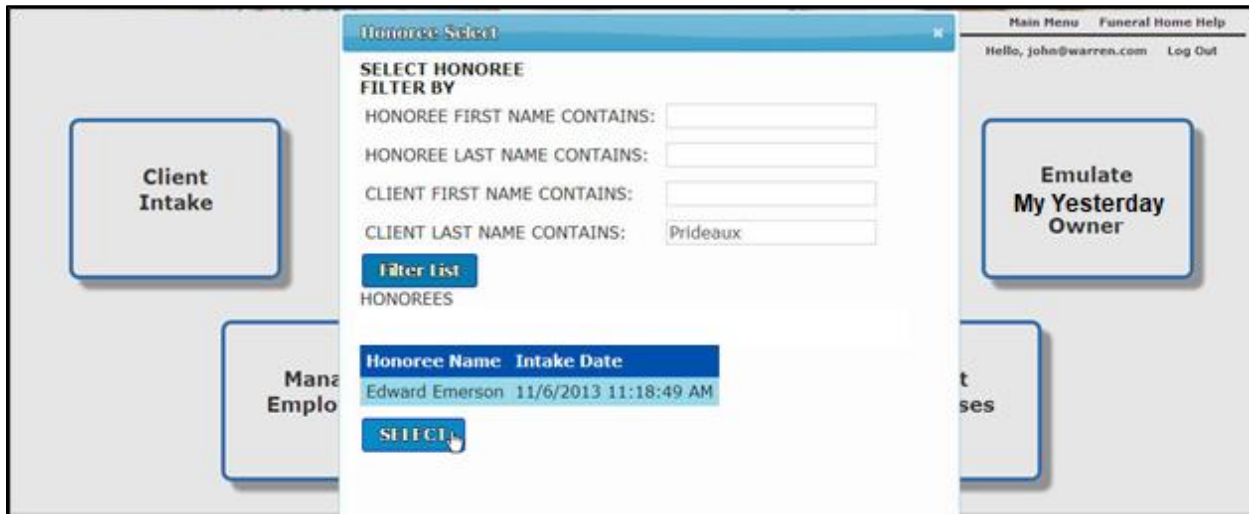 Main Menu Funeral Home Help
Hello, john@warren.com Log Out
Honoree Select
SELECT HONOREE
FILTER BY
HONOREE FIRST NAME CONTAINS:
HONOREE LAST NAME CONTAINS:
CLIENT FIRST NAME CONTAINS:
CLIENT LAST NAME CONTAINS: Prideaux
Filter List
HONOREES
Honoree Name Intake Date
Edward Emerson 11/6/2013 11:18:49 AM
SELECT
Client
Intake
Emulate
My Yesterday
Owner
Mana
Emplo
t
ses